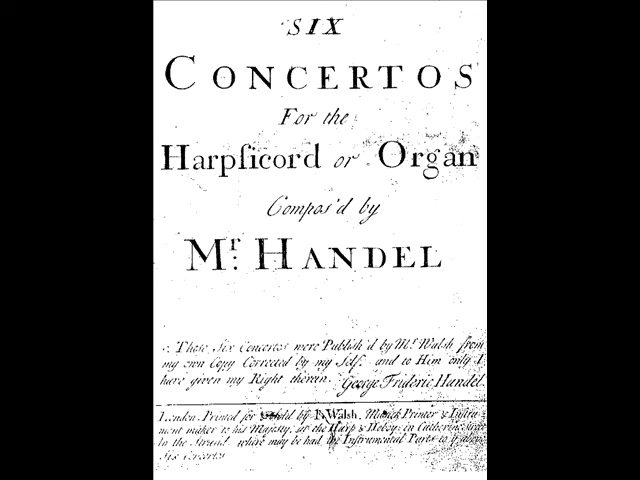 SIX
CONCERTOS
For the
Harpſicord or Organ
Compos'd by
Mr. HANDEL
These Six Concertos were Publish'd by Mr. Walsh from
my own Copy Corrected by my Self, and to Him only I
have given my Right therein. George Frideric Handel.
London. Printed for & Sold by I. Walsh, Musick Printer & Instru-
ment maker to his Majesty, at the Harp & Hoboy, in Catherine Street
in the Strand. where may be had the Instrumental Parts to ye above
Six Concertos